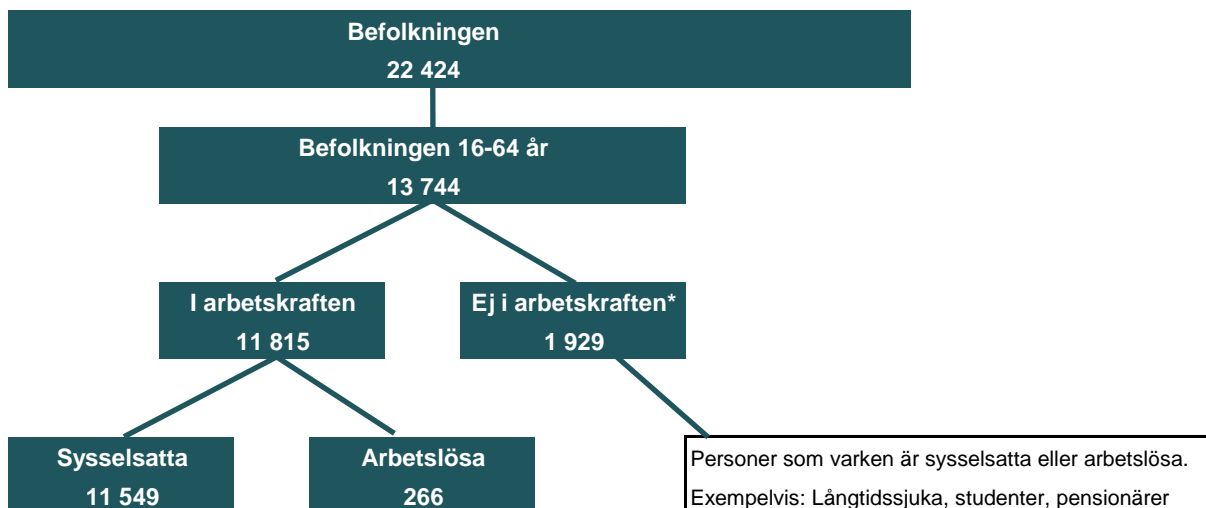 Befolkningen
22 424
Befolkningen 16-64 år
13 744
I arbetskraften
11 815
Ej i arbetskraften*
1 929
Sysselsatta
11 549
Arbetslösa
266
Personer som varken är sysselsatta eller arbetslösa.
Exempelvis: Långtidssjuka, studenter, pensionärer